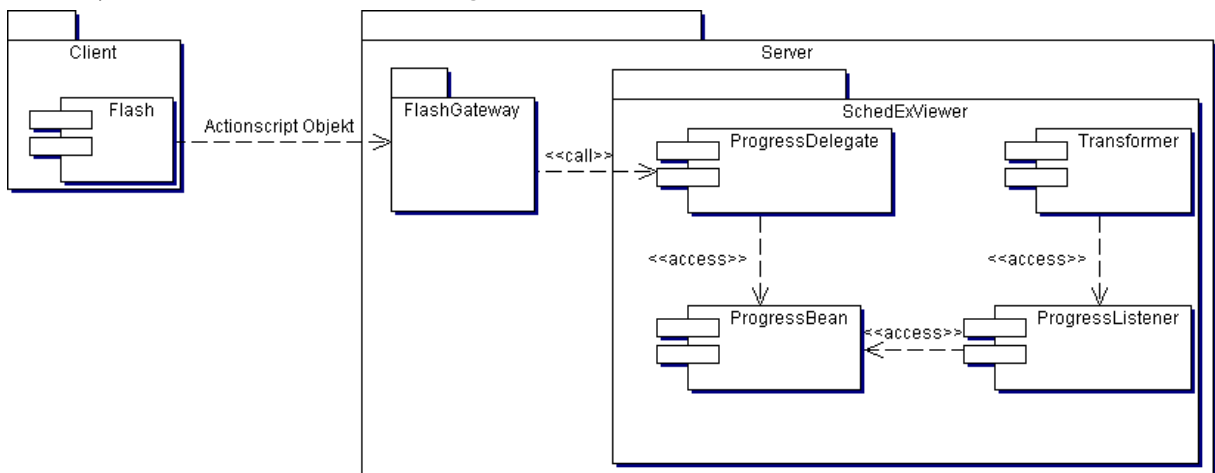 Client
Server
Flash
FlashGateway
SchedExViewer
Actionscript Objekt
<<call>>
ProgressDelegate
Transformer
<<access>>
<<access>>
ProgressBean
<<access>>
ProgressListener